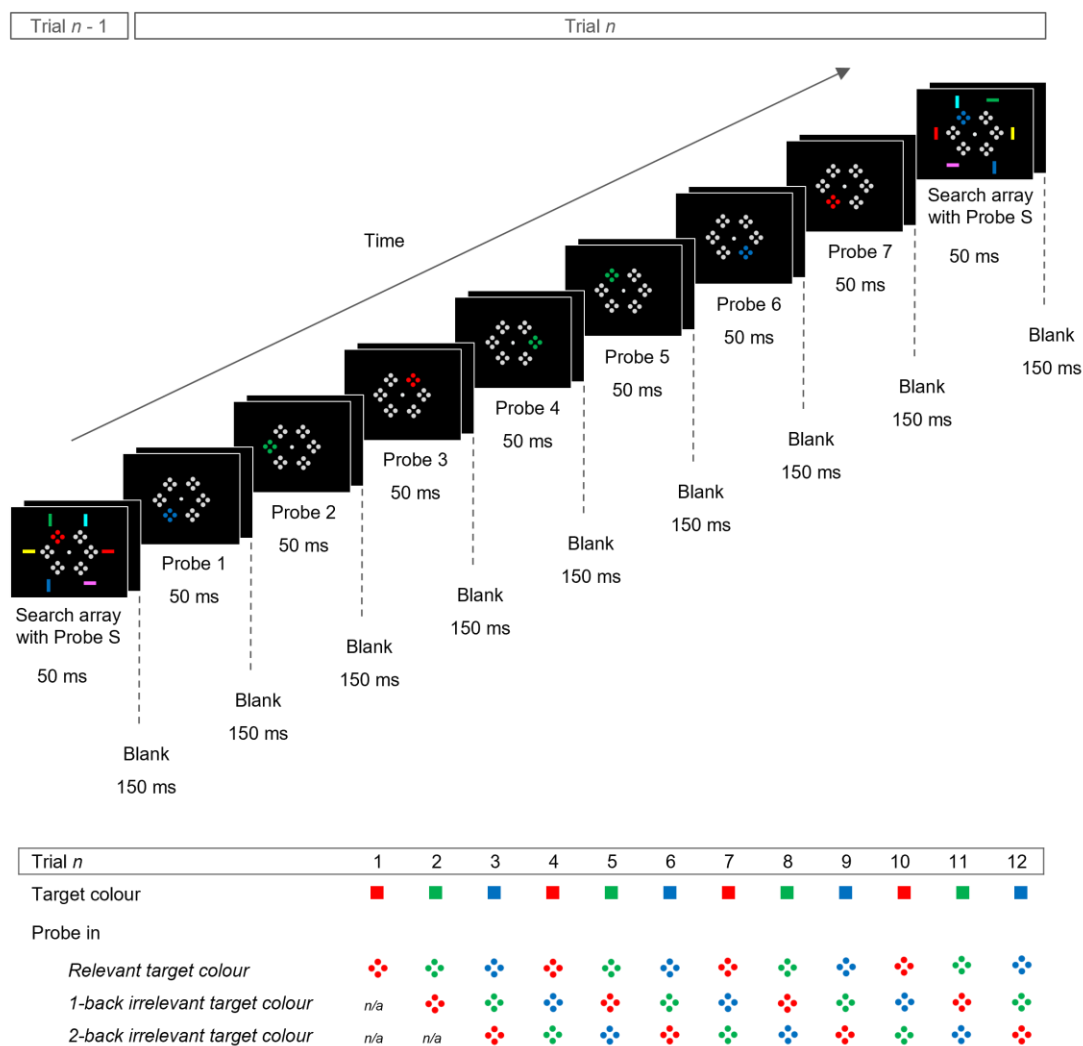 Trial n - 1
Trial n
Time
Search array
with Probe S
50 ms
Blank
150 ms
Probe 1
50 ms
Blank
150 ms
Probe 2
50 ms
Blank
150 ms
Probe 3
50 ms
Blank
150 ms
Probe 4
50 ms
Blank
150 ms
Probe 5
50 ms
Blank
150 ms
Probe 6
50 ms
Blank
150 ms
Probe 7
50 ms
Blank
150 ms
Search array
with Probe S
50 ms
Blank
150 ms
Trial n 1 2 3 4 5 6 7 8 9 10 11 12
Target colour
Probe in
Relevant target colour
1-back irrelevant target colour n/a
2-back irrelevant target colour n/a n/a